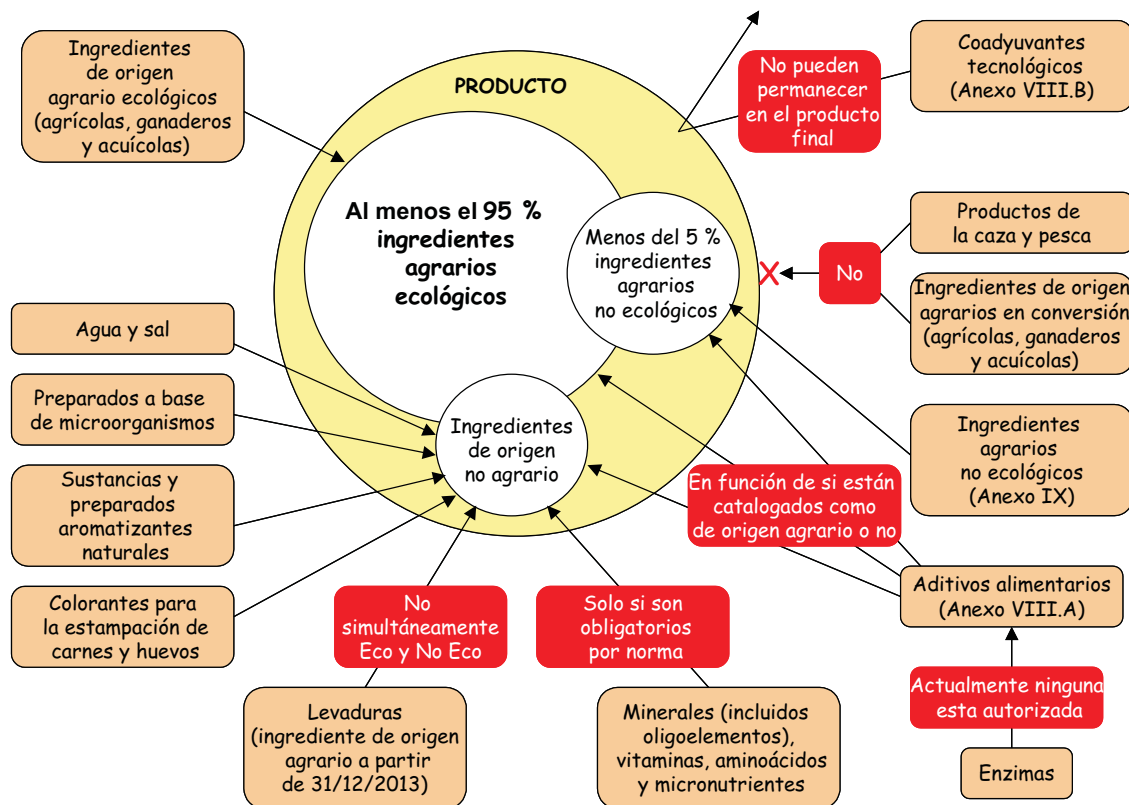 Ingredientes
de origen
agrario ecológicos
(agrícolas, ganaderos
y acuícolas)
PRODUCTO
No pueden
permanecer
en el producto
final
Coadyuvantes
tecnológicos
(Anexo VIII.B)
Al menos el 95 %
ingredientes
agrarios
ecológicos
Menos del 5 %
ingredientes
agrarios
no ecológicos
X
No
Productos de
la caza y pesca
Ingredientes de origen
agrarios en conversión
(agrícolas, ganaderos
y acuícolas)
Agua y sal
Preparados a base
de microorganismos
Sustancias y
preparados
aromatizantes
naturales
Colorantes para
la estampación de
carnes y huevos
Ingredientes
de origen
no agrario
En función de si están
catalogados como
de origen agrario o no
Ingredientes
agrarios
no ecológicos
(Anexo IX)
Aditivos alimentarios
(Anexo VIII.A)
No
simultáneamente
Eco y No Eco
Solo si son
obligatorios
por norma
Actualmente ninguna
esta autorizada
Levaduras
(ingrediente de origen
agrario a partir
de 31/12/2013)
Minerales (incluidos
oligoelementos),
vitaminas, aminoácidos
y micronutrientes
Enzimas